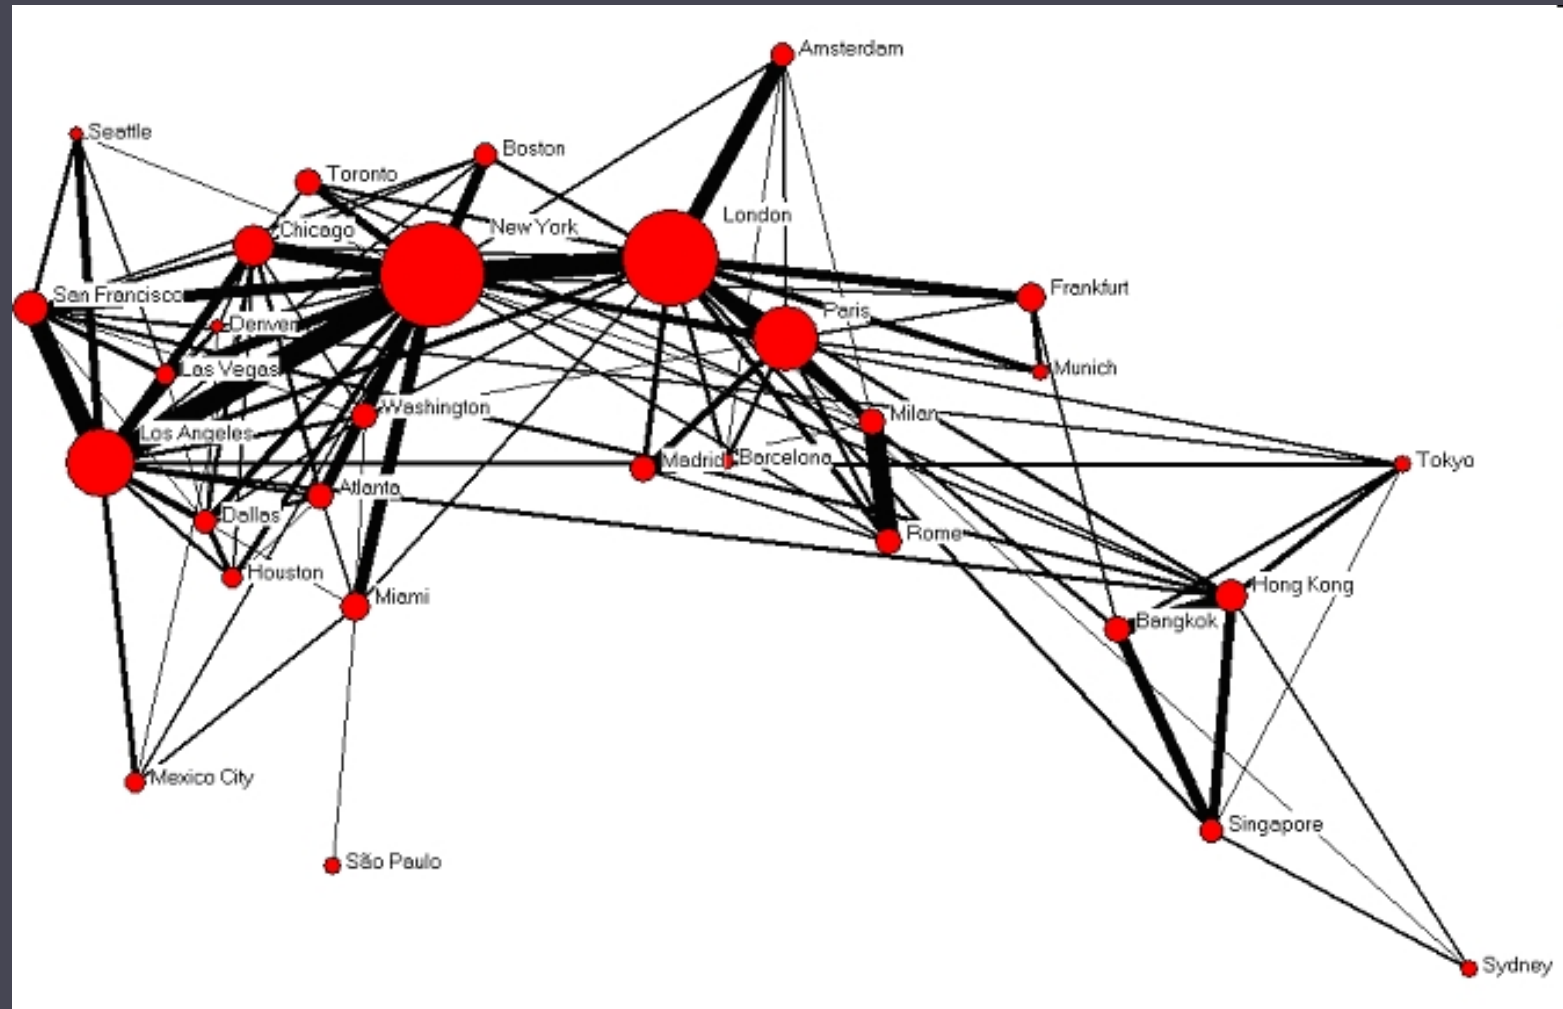 Amsterdam
Seattle
Boston
Toronto
London
New York
Chicago
Frankfurt
San Francisco
Paris
Denver
Las Vegas
Munich
Washington
Milan
Los Angeles
Madrid
Barcelona
Tokyo
Atlanta
Dallas
Rome
Houston
Hong Kong
Miami
Bangkok
Mexico City
Singapore
São Paulo
Sydney